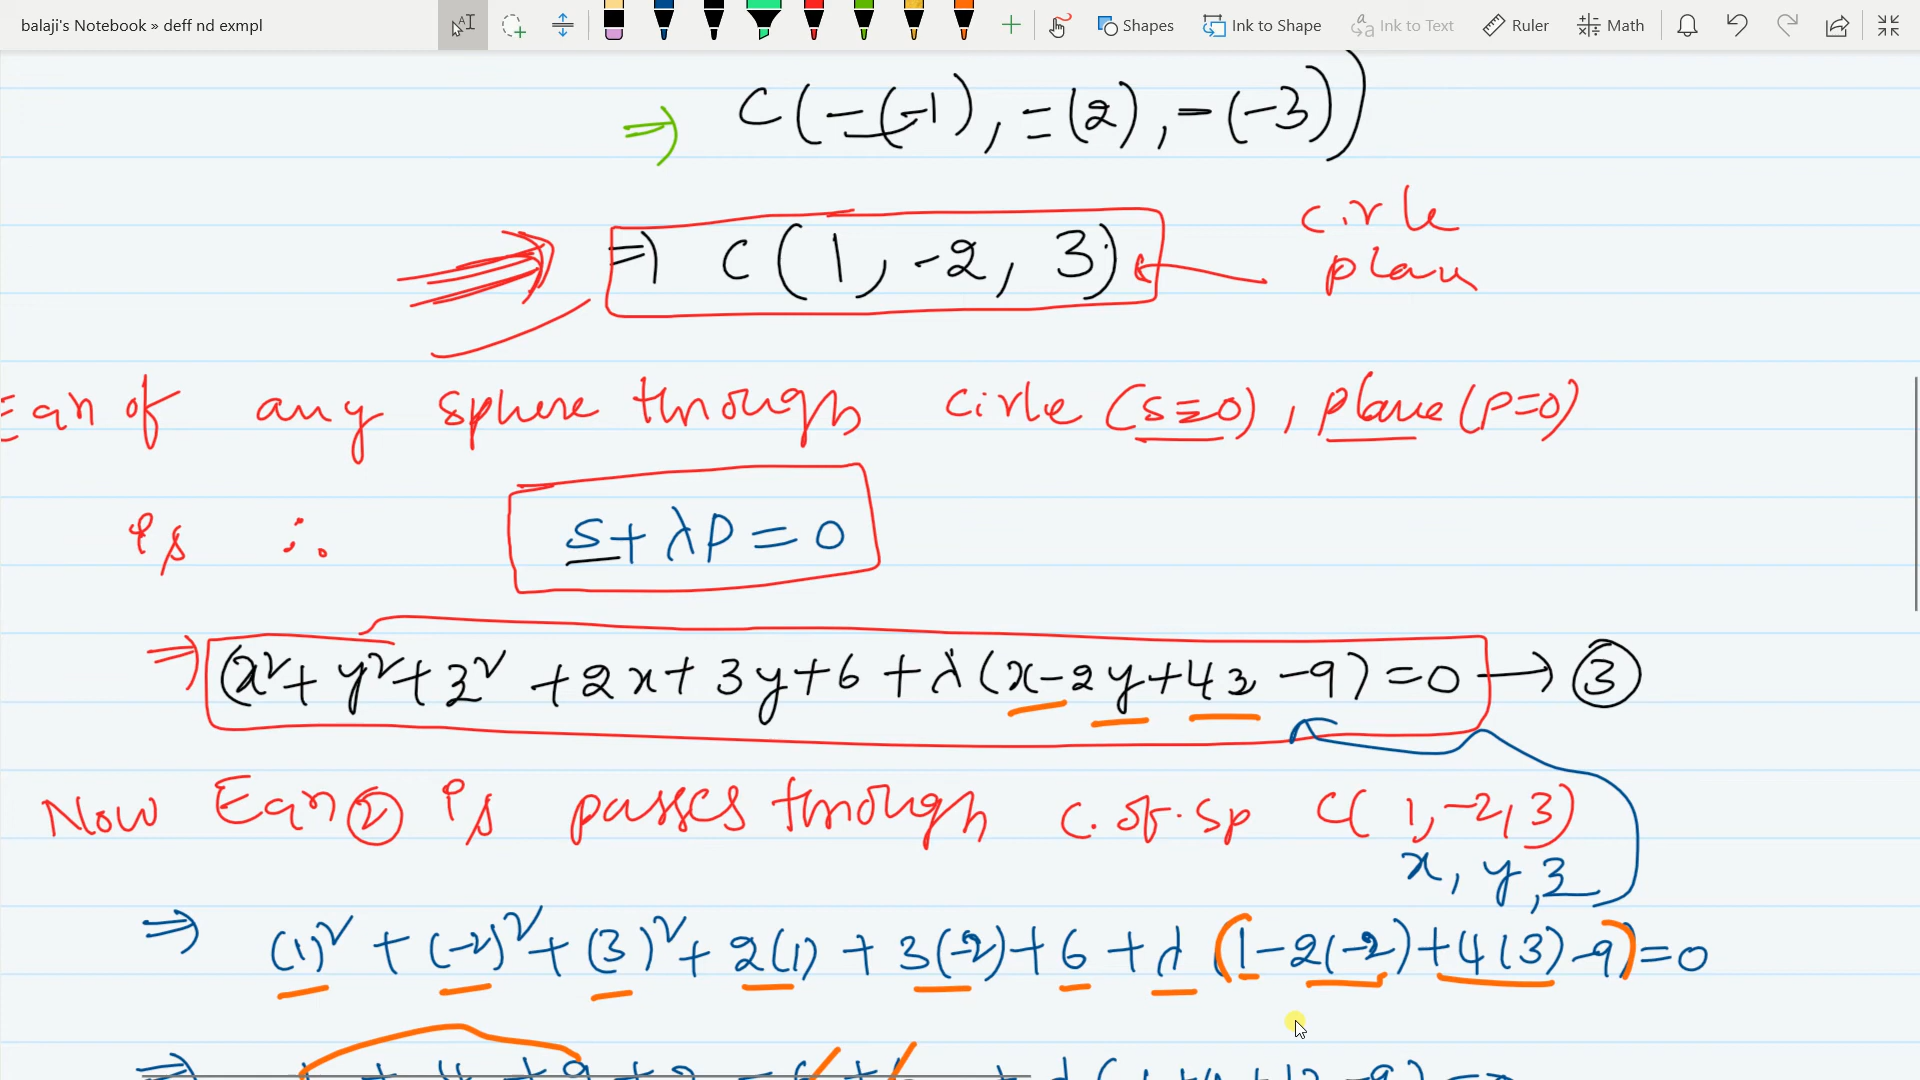 balaji's Notebook » deff nd exmpl
Shapes Ink to Shape Ink to Text Ruler Math
⇒ C(-(-1), =(2), -(-3))
⇒ C(1, -2, 3)
cirle
plan
Eqn of any sphere through cirle (s=0), plane (p=0)
is ∴ S+λP=0
⇒ (x²+y²+z²+2x+3y+6+λ(x-2y+4z-9)=0 → ③
Now Eqn ② is passes through c.of.sp C(1,-2,3)
x, y, z
⇒ (1)²+(-2)²+(3)²+2(1)+3(-2)+6+λ(1-2(-2)+4(3)-9)=0